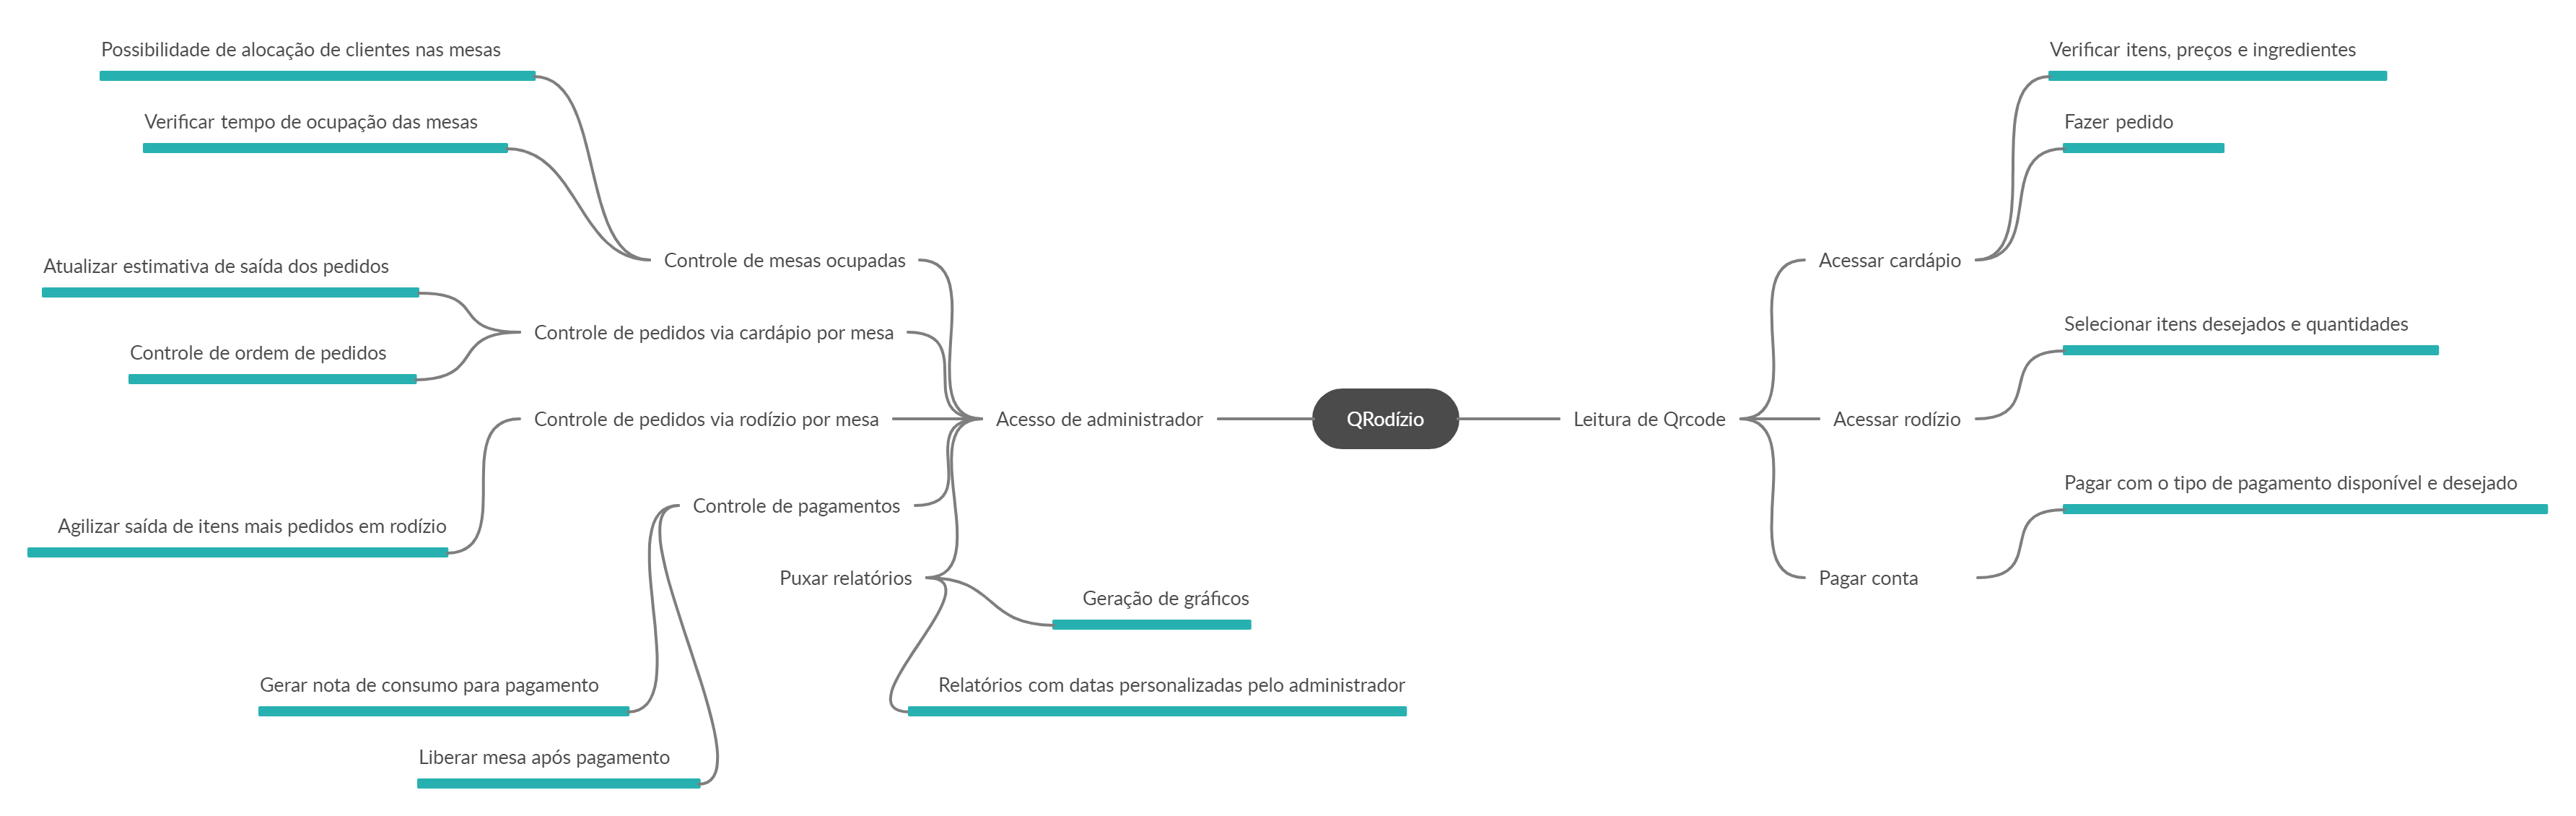 Possibilidade de alocação de clientes nas mesas
Verificar tempo de ocupação das mesas
Atualizar estimativa de saída dos pedidos
Controle de ordem de pedidos
Agilizar saída de itens mais pedidos em rodízio
Gerar nota de consumo para pagamento
Liberar mesa após pagamento
Controle de mesas ocupadas
Controle de pedidos via cardápio por mesa
Controle de pedidos via rodízio por mesa
Controle de pagamentos
Puxar relatórios
Geração de gráficos
Relatórios com datas personalizadas pelo administrador
Acesso de administrador
QRodízio
Leitura de Qrcode
Acessar cardápio
Acessar rodízio
Pagar conta
Verificar itens, preços e ingredientes
Fazer pedido
Selecionar itens desejados e quantidades
Pagar com o tipo de pagamento disponível e desejado